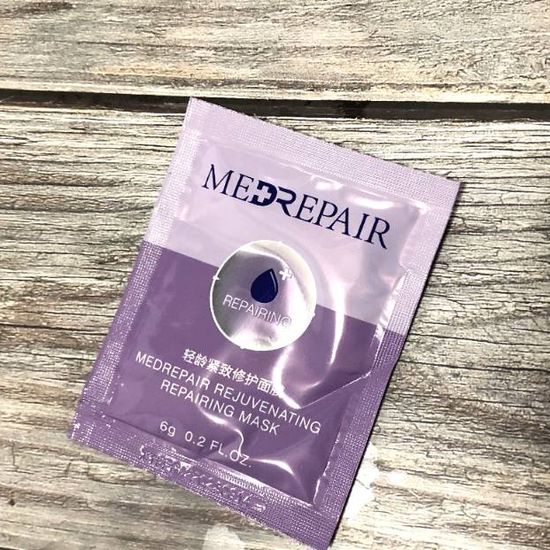 MEDREPAIR
REPAIRING
轻龄紧致修护面膜
MEDREPAIR REJUVENATING
REPAIRING MASK
6g 0.2 FL.OZ.